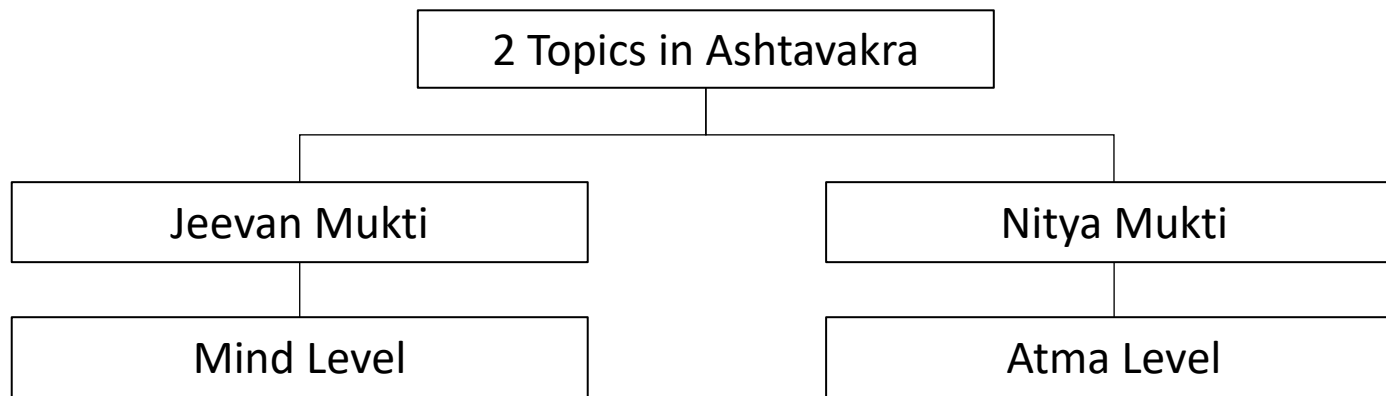 2 Topics in Ashtavakra
Jeevan Mukti
Nitya Mukti
Mind Level
Atma Level